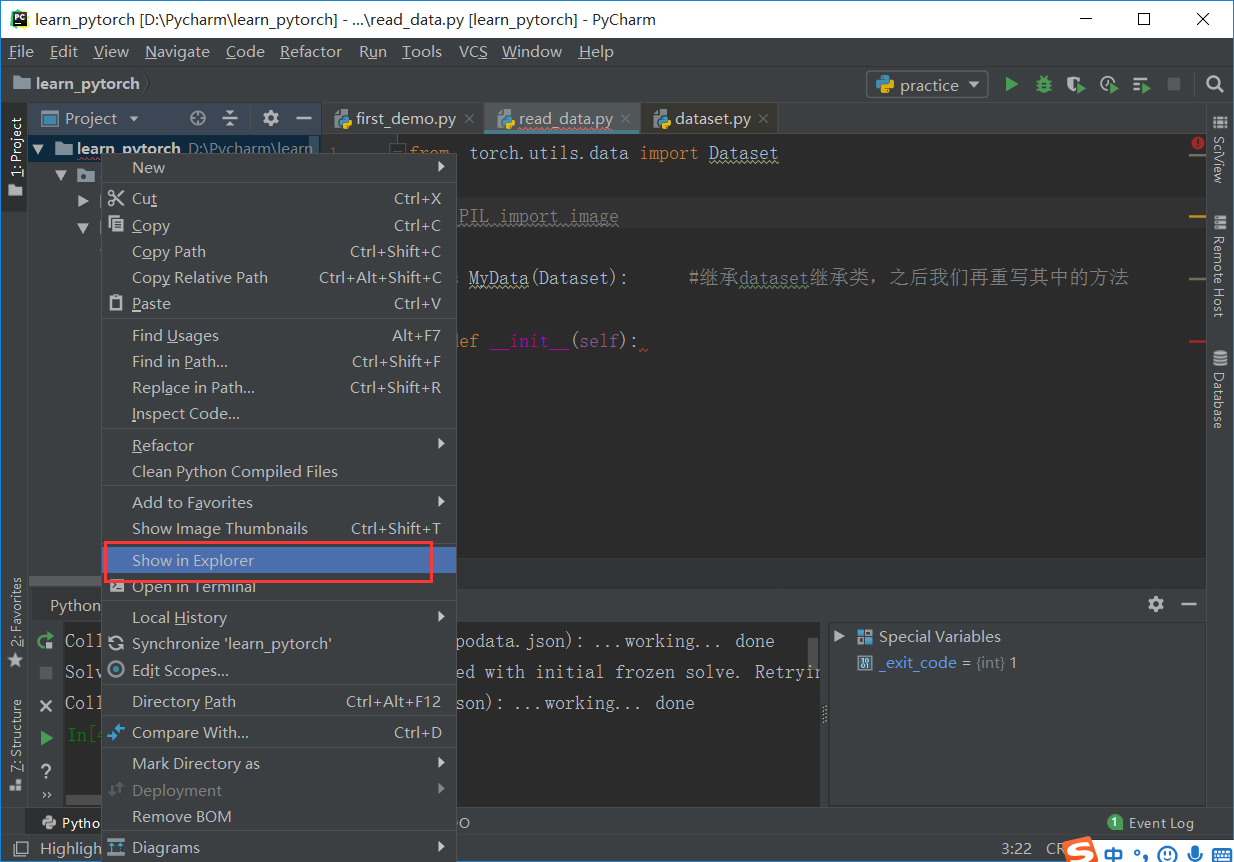 learn_pytorch [D:\Pycharm\learn_pytorch] - ...\read_data.py [learn_pytorch] - PyCharm
File Edit View Navigate Code Refactor Run Tools VCS Window Help
learn_pytorch
practice
1: Project
Project
first_demo.py
read_data.py
dataset.py
learn_pytorch D:\Pycharm\learn
1
from torch.utils.data import Dataset
PIL import image
MyData(Dataset): #继承dataset继承类，之后我们再重写其中的方法
ef __init__(self):
New
Cut Ctrl+X
Copy Ctrl+C
Copy Path Ctrl+Shift+C
Copy Relative Path Ctrl+Alt+Shift+C
Paste Ctrl+V
Find Usages Alt+F7
Find in Path... Ctrl+Shift+F
Replace in Path... Ctrl+Shift+R
Inspect Code...
Refactor
Clean Python Compiled Files
Add to Favorites
Show Image Thumbnails Ctrl+Shift+T
Show in Explorer
Open in Terminal
Local History
Synchronize 'learn_pytorch'
Edit Scopes...
Directory Path Ctrl+Alt+F12
Compare With... Ctrl+D
Mark Directory as
Deployment
Remove BOM
Diagrams
SciView
Remote Host
Database
2: Favorites
7: Structure
Python
Coll podata.json): ...working... done
Solv ed with initial frozen solve. Retryin
Coll son): ...working... done
In[
Special Variables
_exit_code = {int} 1
Pytho
O
1 Event Log
Highligh
3:22 CR
中